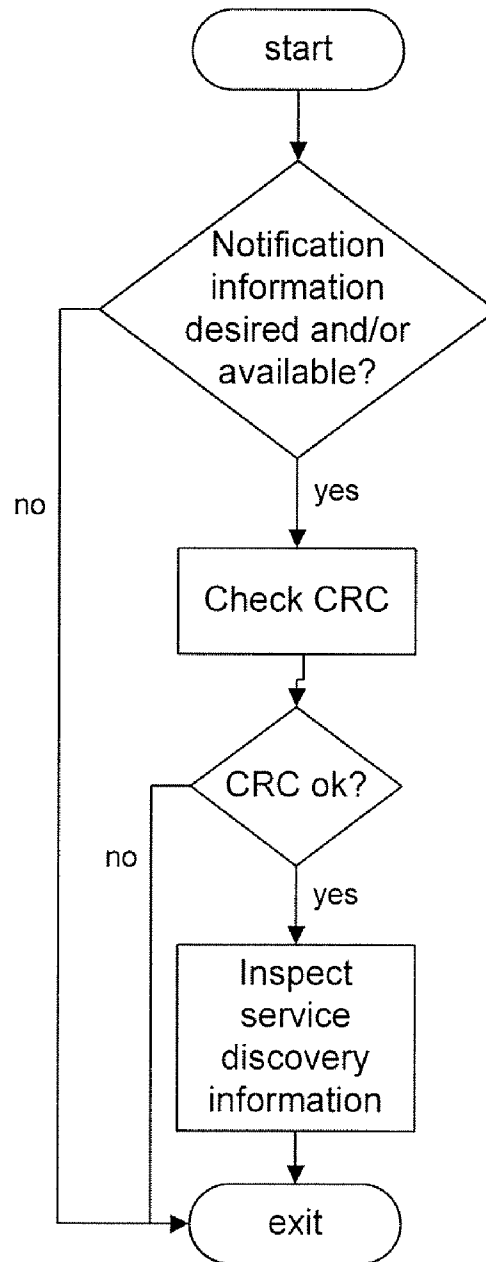 start
Notification
information
desired and/or
available?
no
yes
Check CRC
CRC ok?
no
yes
Inspect
service
discovery
information
exit